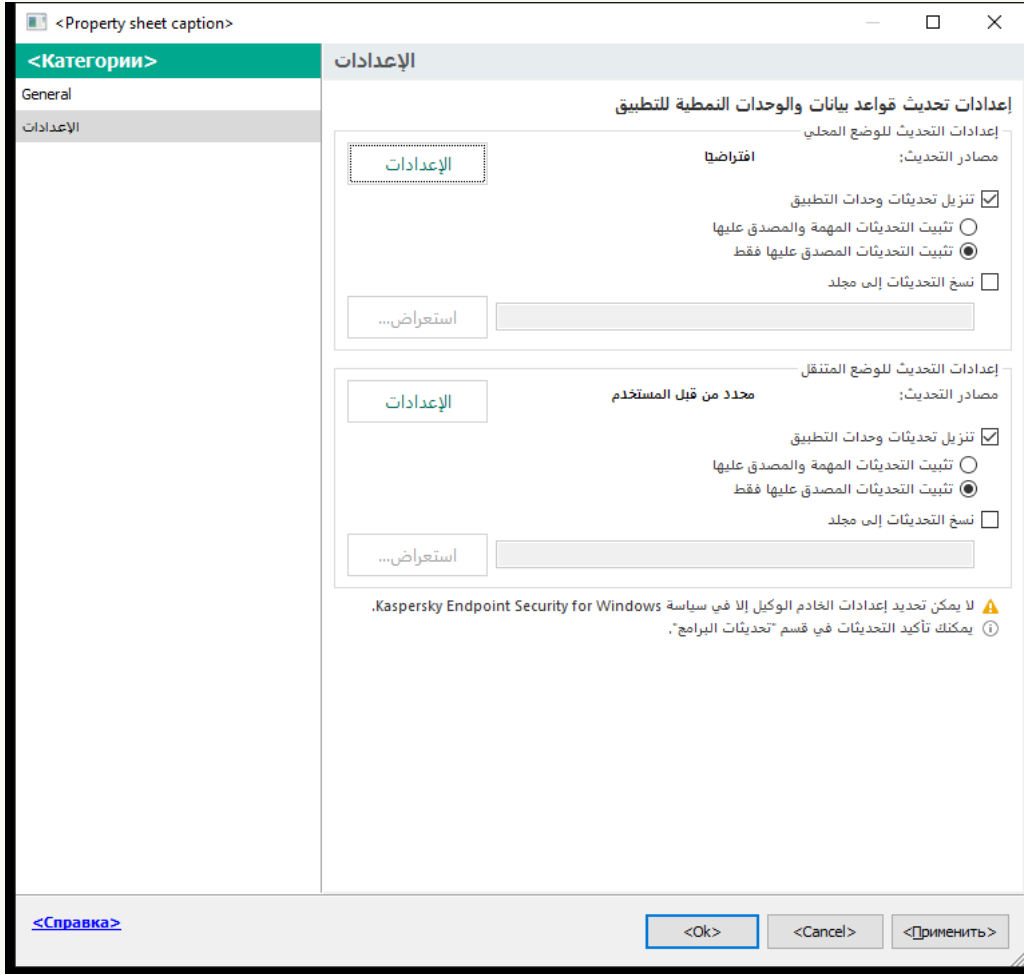 <Property sheet caption>
<Категории>
General
الإعدادات
الإعدادات
إعدادات تحديث قواعد بيانات والوحدات النمطية للتطبيق
إعدادات التحديث للوضع المحلي
مصادر التحديث:
افتراضيًا
الإعدادات
تنزيل تحديثات وحدات التطبيق
تثبيت التحديثات المهمة والمصدق عليها
تثبيت التحديثات المصدق عليها فقط
نسخ التحديثات إلى مجلد
استعراض...
إعدادات التحديث للوضع المتنقل
مصادر التحديث:
محدد من قبل المستخدم
الإعدادات
تنزيل تحديثات وحدات التطبيق
تثبيت التحديثات المهمة والمصدق عليها
تثبيت التحديثات المصدق عليها فقط
نسخ التحديثات إلى مجلد
استعراض...
لا يمكن تحديد إعدادات الخادم الوكيل إلا في سياسة Kaspersky Endpoint Security for Windows.
يمكنك تأكيد التحديثات في قسم "تحديثات البرامج".
<Справка>
<Ok>
<Cancel>
<Применить>